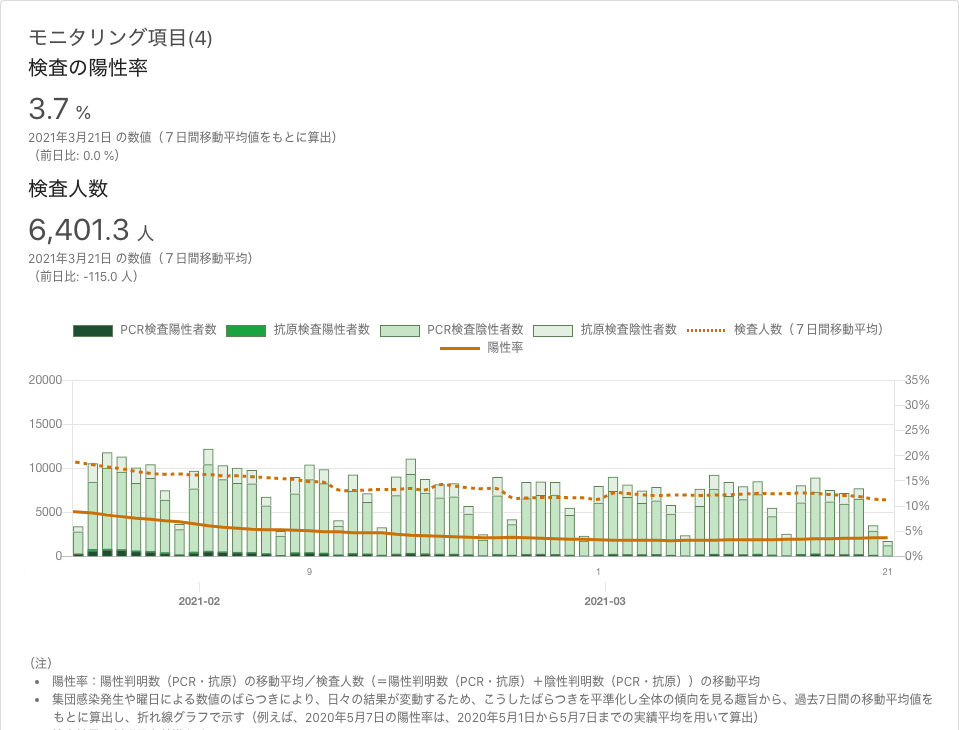 モニタリング項目(4)
検査の陽性率
3.7 %
2021年3月21日 の数値（７日間移動平均値をもとに算出）
（前日比: 0.0 %）
検査人数
6,401.3 人
2021年3月21日 の数値（７日間移動平均）
（前日比: -115.0 人）
PCR検査陽性者数 抗原検査陽性者数 PCR検査陰性者数 抗原検査陰性者数 検査人数（７日間移動平均）
陽性率
20000 35%
30%
15000 25%
20%
10000 15%
5000 10%
5%
0 0%
9 1 21
2021-02 2021-03
（注）
• 陽性率：陽性判明数（PCR・抗原）の移動平均／検査人数（＝陽性判明数（PCR・抗原）＋陰性判明数（PCR・抗原））の移動平均
• 集団感染発生や曜日による数値のばらつきにより、日々の結果が変動するため、こうしたばらつきを平準化し全体の傾向を見る趣旨から、過去7日間の移動平均値を
もとに算出し、折れ線グラフで示す（例えば、2020年5月7日の陽性率は、2020年5月1日から5月7日までの実績平均を用いて算出）